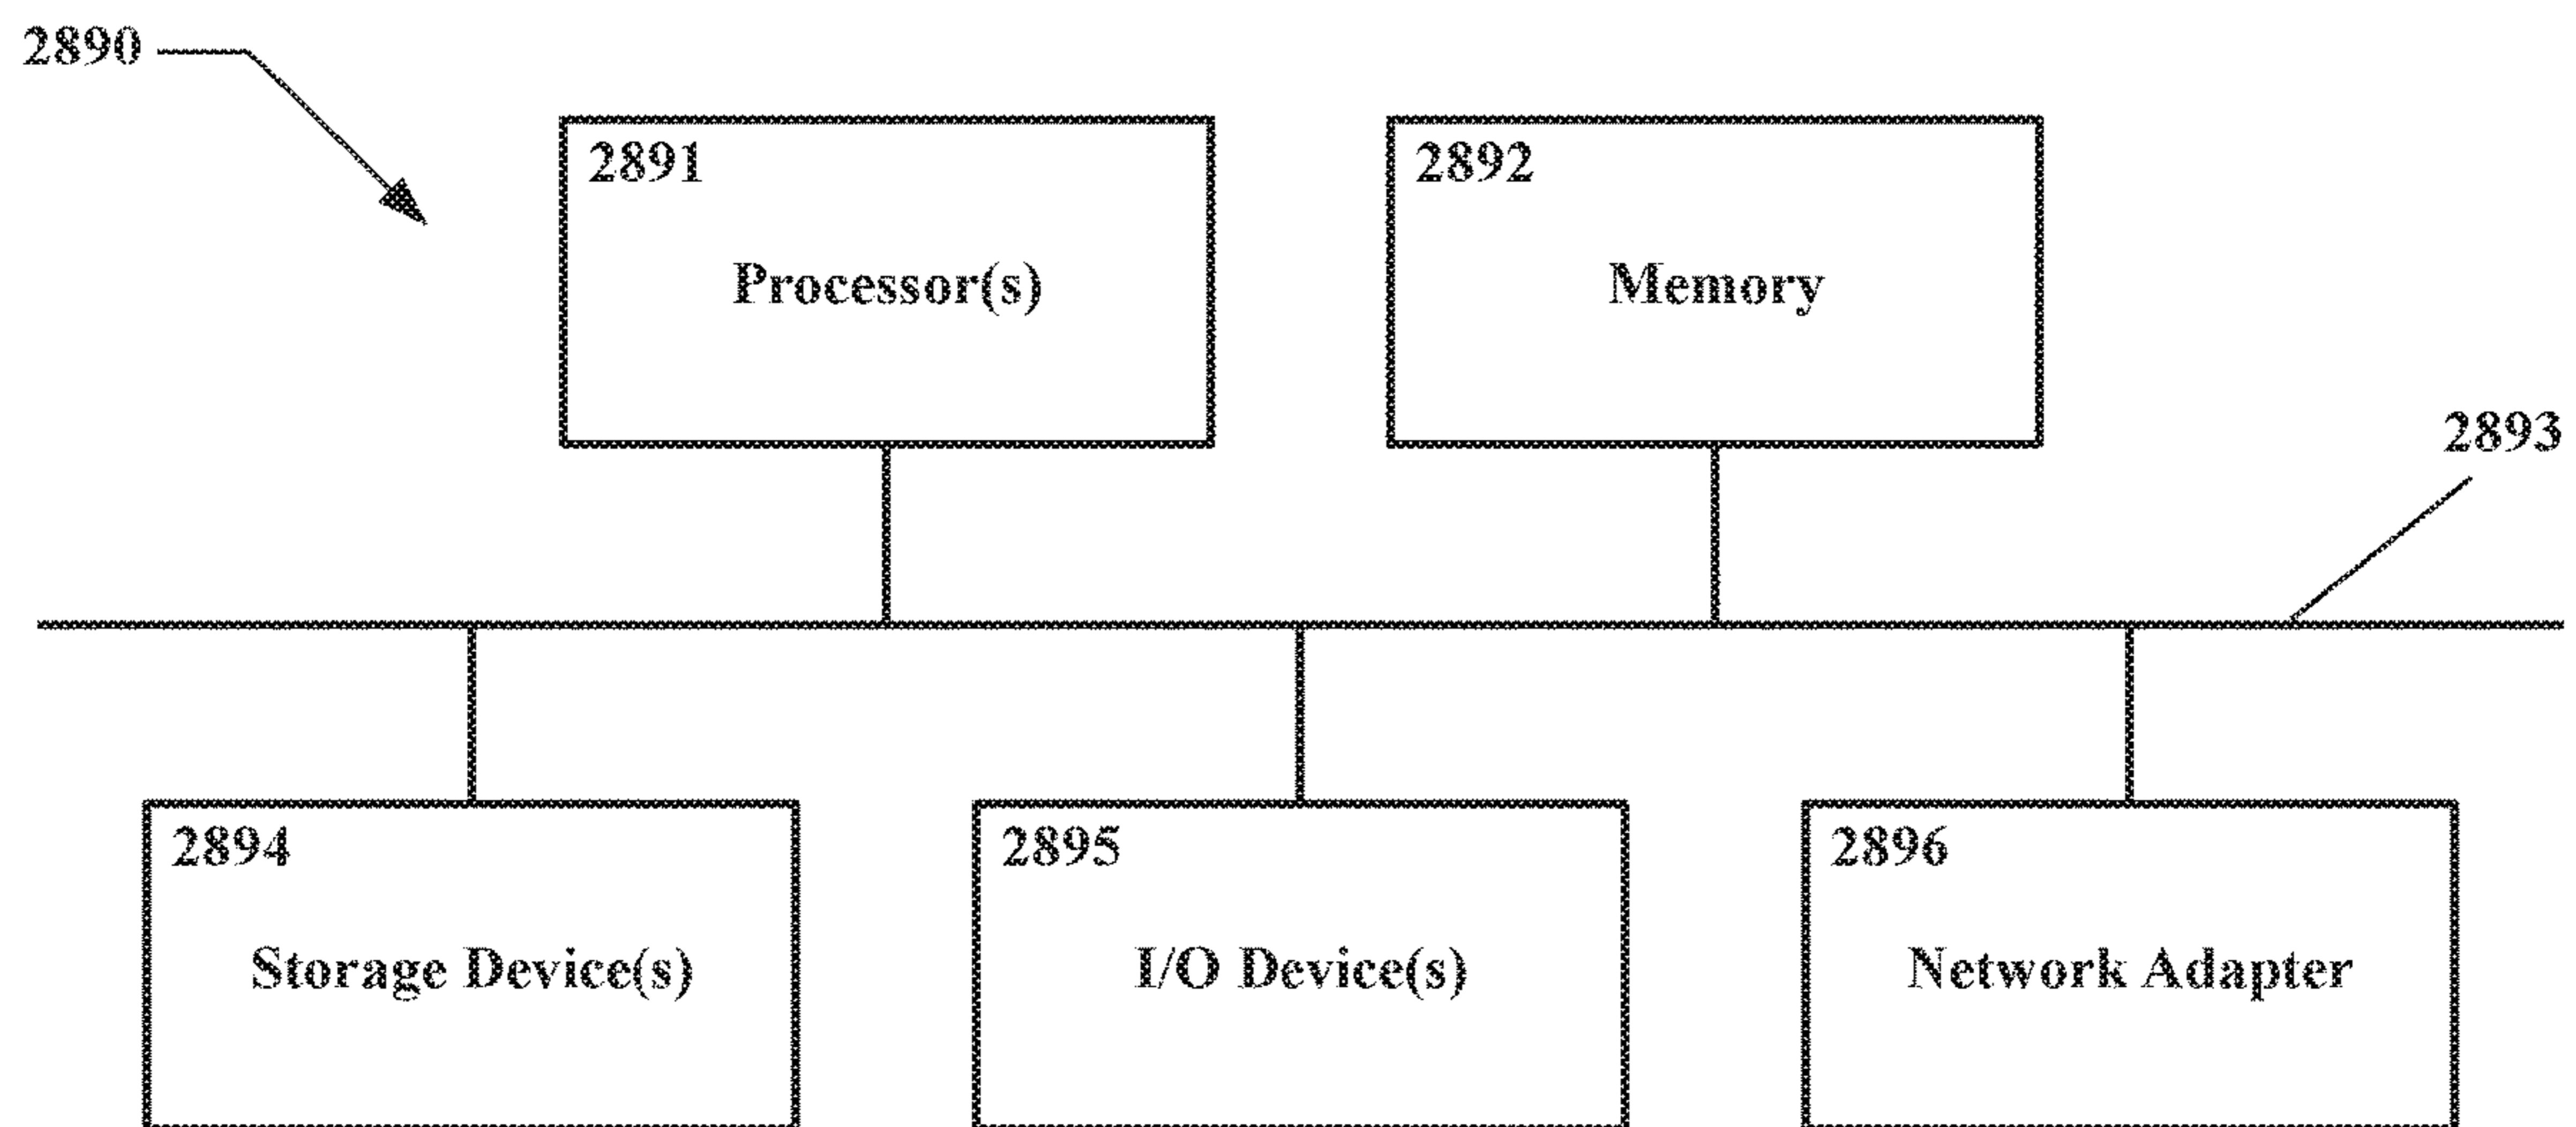 2890
2891
Processor(s)
2892
Memory
2893
2894
Storage Device(s)
2895
I/O Device(s)
2896
Network Adapter